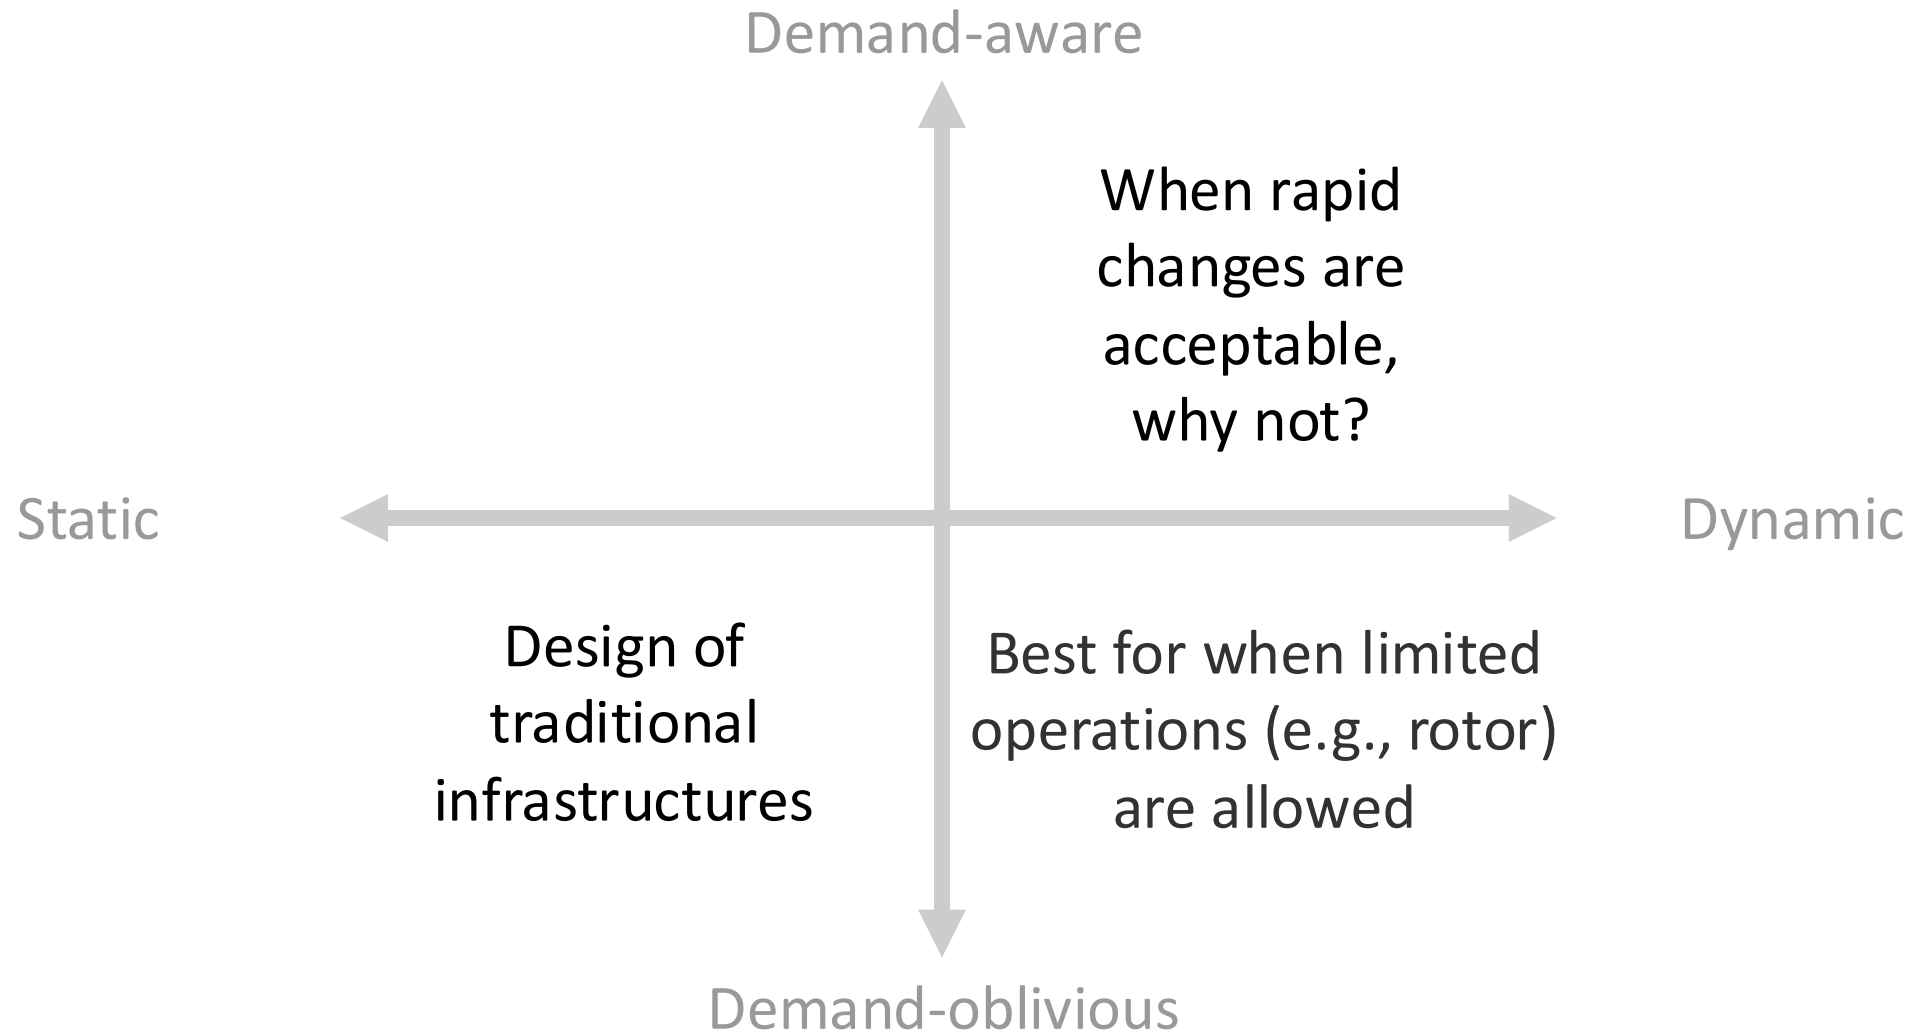 Demand-aware
When rapid
changes are
acceptable,
why not?
Static
Dynamic
Design of
traditional
infrastructures
Best for when limited
operations (e.g., rotor)
are allowed
Demand-oblivious